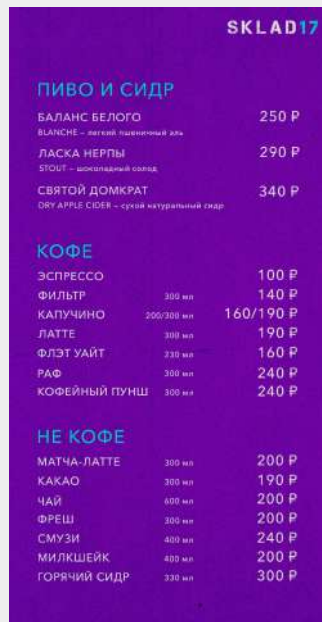 SKLAD17
ПИВО И СИДР
БАЛАНС БЕЛОГО 250 ₽
BLANCHE – легкий пшеничный эль
ЛАСКА НЕРПЫ 290 ₽
STOUT – шоколадный солод
СВЯТОЙ ДОМКРАТ 340 ₽
DRY APPLE CIDER – сухой натуральный сидр
КОФЕ
ЭСПРЕССО 100 ₽
ФИЛЬТР 300 мл 140 ₽
КАПУЧИНО 200/300 мл 160/190 ₽
ЛАТТЕ 300 мл 190 ₽
ФЛЭТ УАЙТ 230 мл 160 ₽
РАФ 300 мл 240 ₽
КОФЕЙНЫЙ ПУНШ 300 мл 240 ₽
НЕ КОФЕ
МАТЧА-ЛАТТЕ 300 мл 200 ₽
КАКАО 300 мл 190 ₽
ЧАЙ 600 мл 200 ₽
ФРЕШ 300 мл 200 ₽
СМУЗИ 400 мл 240 ₽
МИЛКШЕЙК 400 мл 200 ₽
ГОРЯЧИЙ СИДР 330 мл 300 ₽